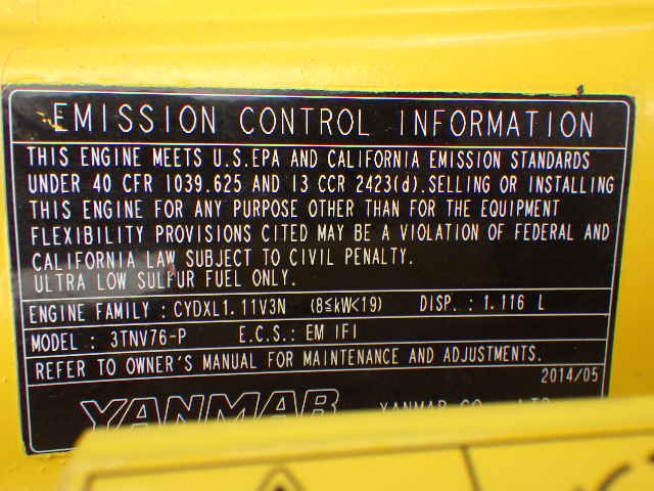 EMISSION CONTROL INFORMATION
THIS ENGINE MEETS U.S.EPA AND CALIFORNIA EMISSION STANDARDS
UNDER 40 CFR 1039.625 AND 13 CCR 2423(d).SELLING OR INSTALLING
THIS ENGINE FOR ANY PURPOSE OTHER THAN FOR THE EQUIPMENT
FLEXIBILITY PROVISIONS CITED MAY BE A VIOLATION OF FEDERAL AND
CALIFORNIA LAW SUBJECT TO CIVIL PENALTY.
ULTRA LOW SULFUR FUEL ONLY.
ENGINE FAMILY : CYDXL1.11V3N (8≦kW<19) DISP. : 1.116 L
MODEL : 3TNV76-P E.C.S.: EM IFI
REFER TO OWNER'S MANUAL FOR MAINTENANCE AND ADJUSTMENTS.
2014/05
YANMAR YANMAR CO., LTD.